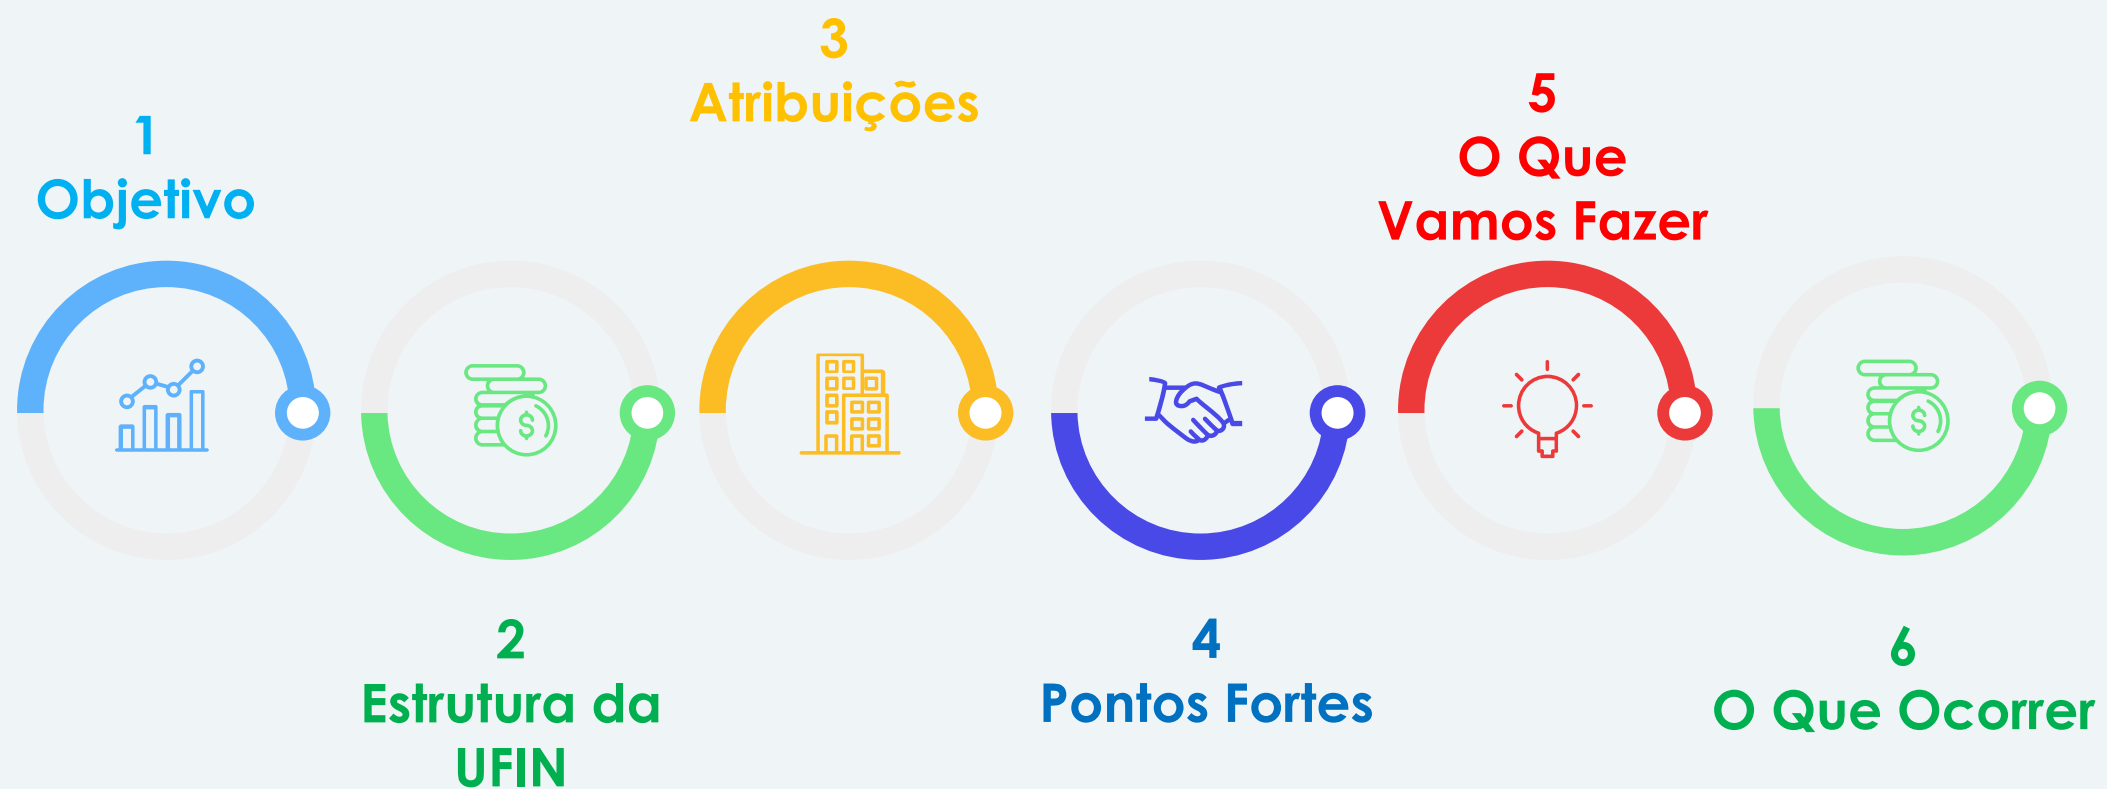 1
Objetivo
2
Estrutura da
UFIN
3
Atribuições
4
Pontos Fortes
5
O Que
Vamos Fazer
6
O Que Ocorrer